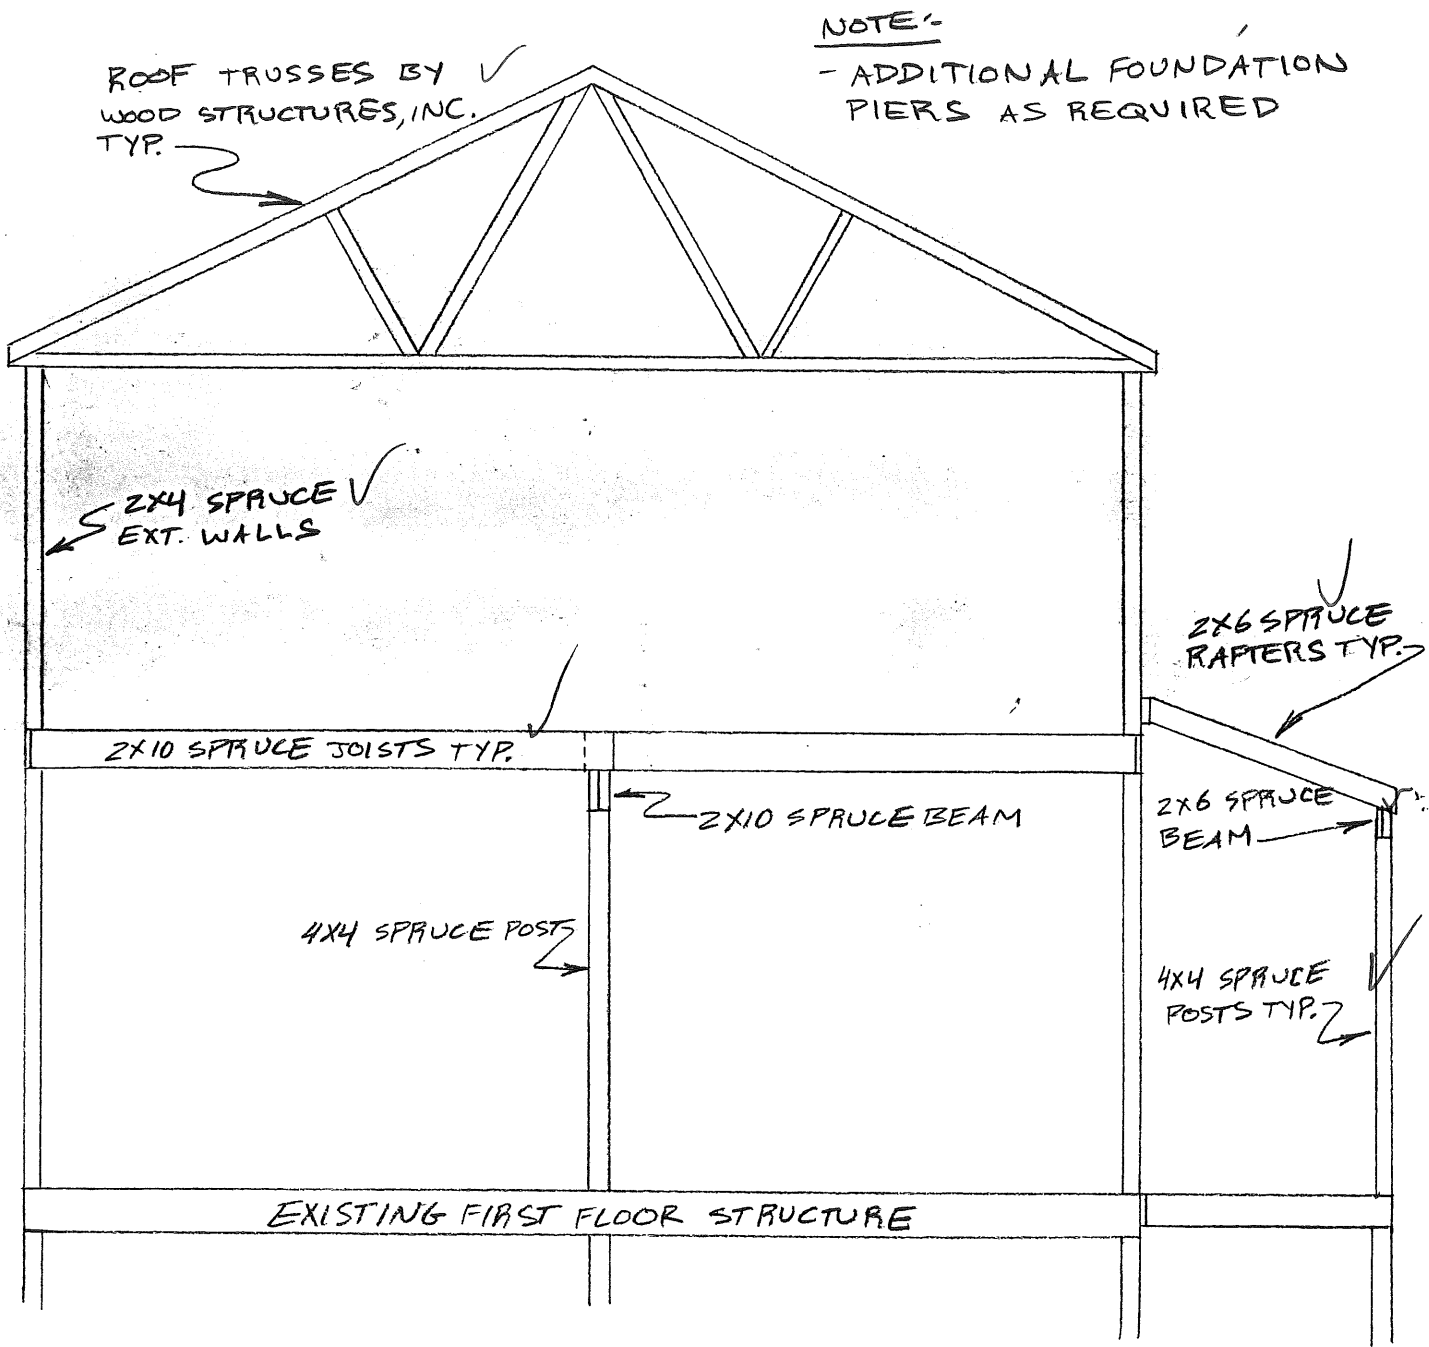 NOTE:-
- ADDITIONAL FOUNDATION
PIERS AS REQUIRED
ROOF TRUSSES BY
WOOD STRUCTURES, INC.
TYP.
2X4 SPRUCE
EXT. WALLS
2X6 SPRUCE
RAFTERS TYP.
2X10 SPRUCE JOISTS TYP.
2X10 SPRUCE BEAM
2X6 SPRUCE
BEAM
4X4 SPRUCE POST
4X4 SPRUCE
POSTS TYP.
EXISTING FIRST FLOOR STRUCTURE